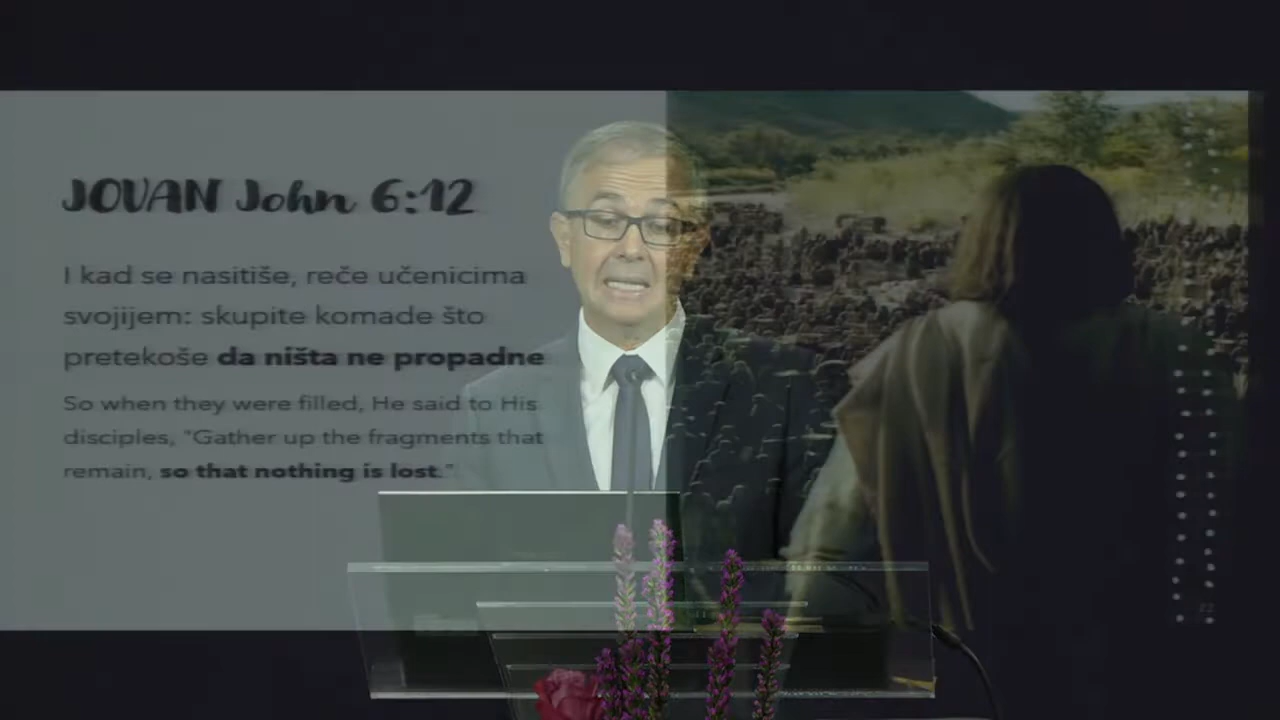 JOVAN John 6:12
I kad se nasitiše, reče učenicima
svojijem: skupite komade što
pretekoše da ništa ne propadne
So when they were filled, He said to His
disciples, "Gather up the fragments that
remain, so that nothing is lost."